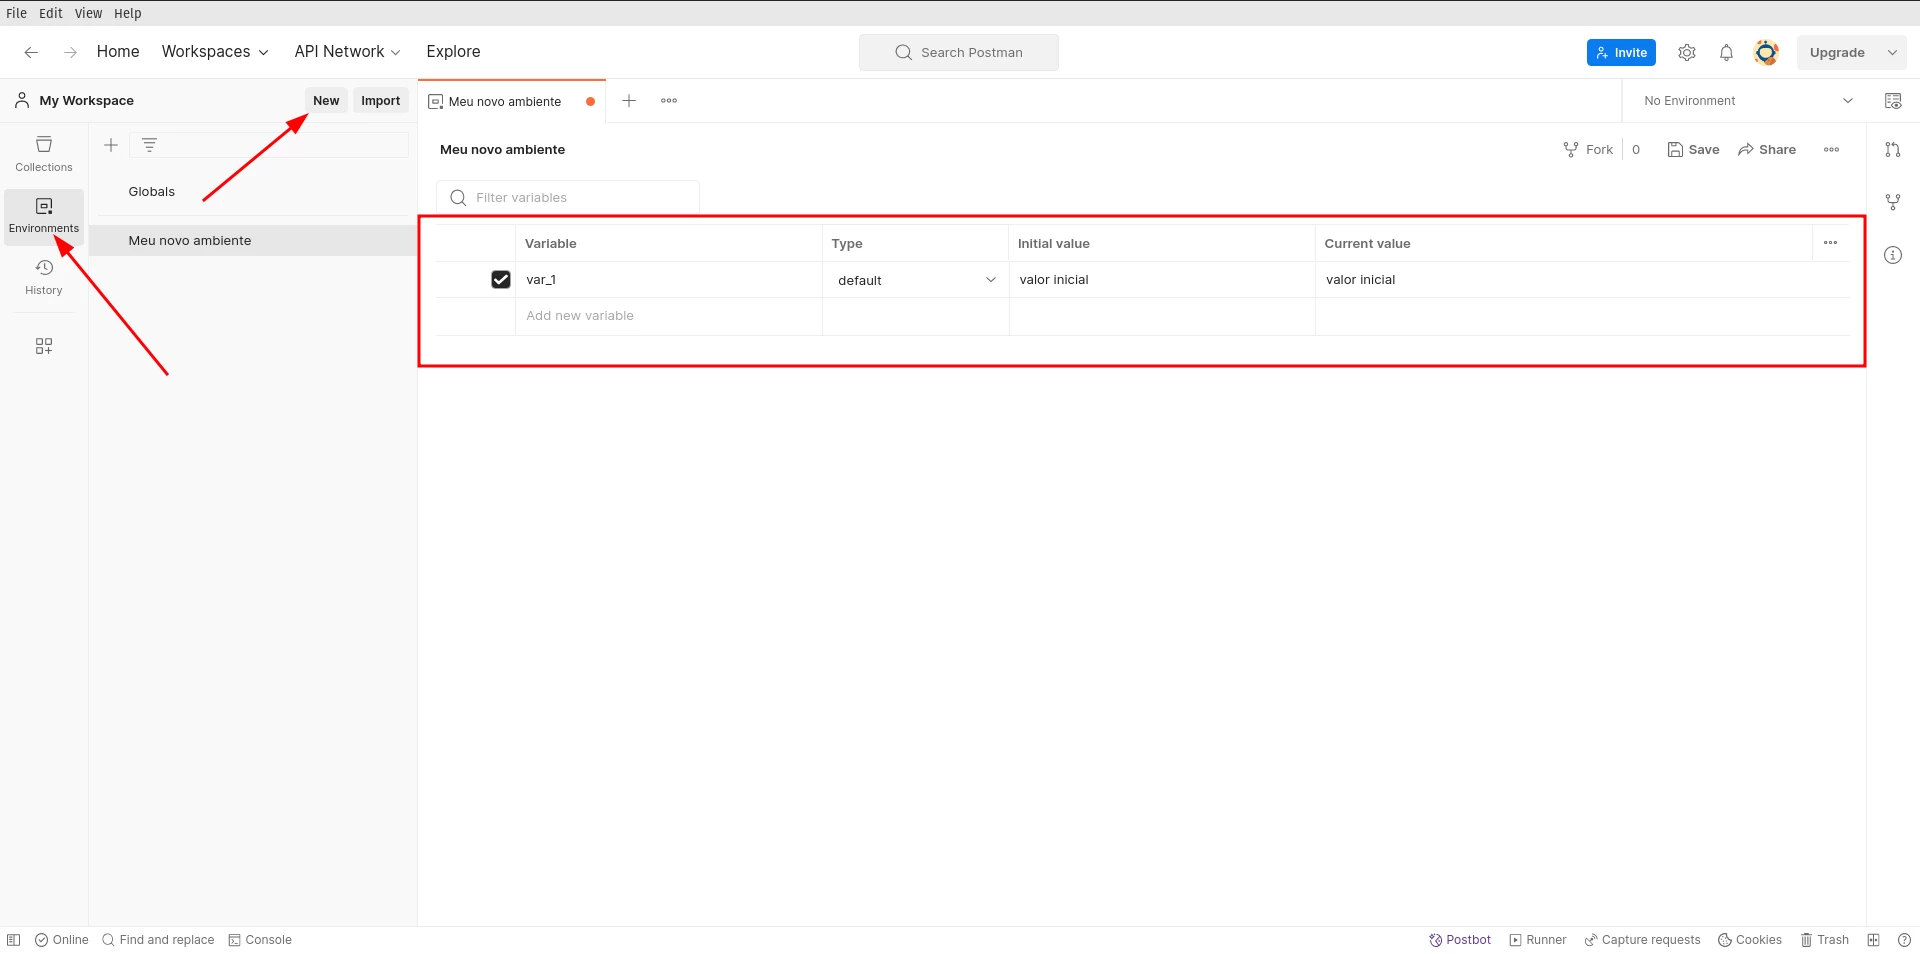 File Edit View Help
Home Workspaces API Network Explore Search Postman Invite Upgrade
My Workspace New Import Meu novo ambiente No Environment
Collections
Environments
History
Globals
Meu novo ambiente
Meu novo ambiente Fork 0 Save Share
Filter variables
Variable Type Initial value Current value
var_1 default valor inicial valor inicial
Add new variable
Online Find and replace Console Postbot Runner Capture requests Cookies Trash